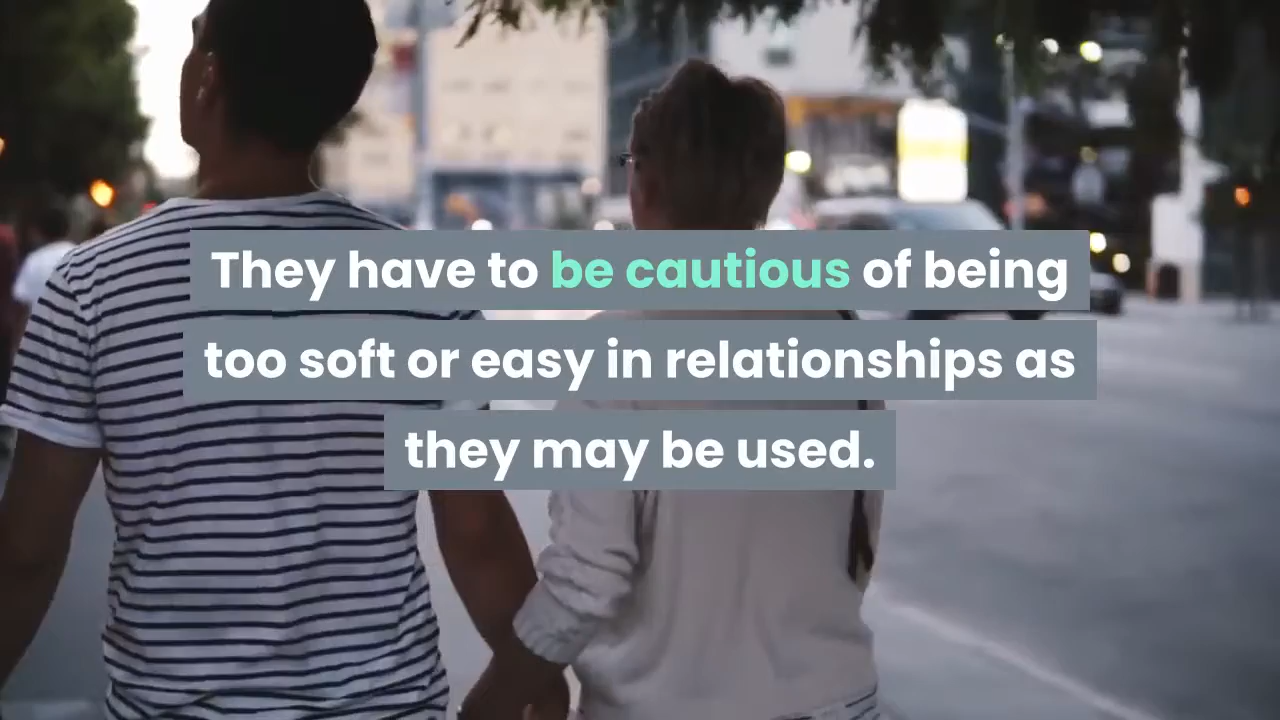 They have to be cautious of being
too soft or easy in relationships as
they may be used.